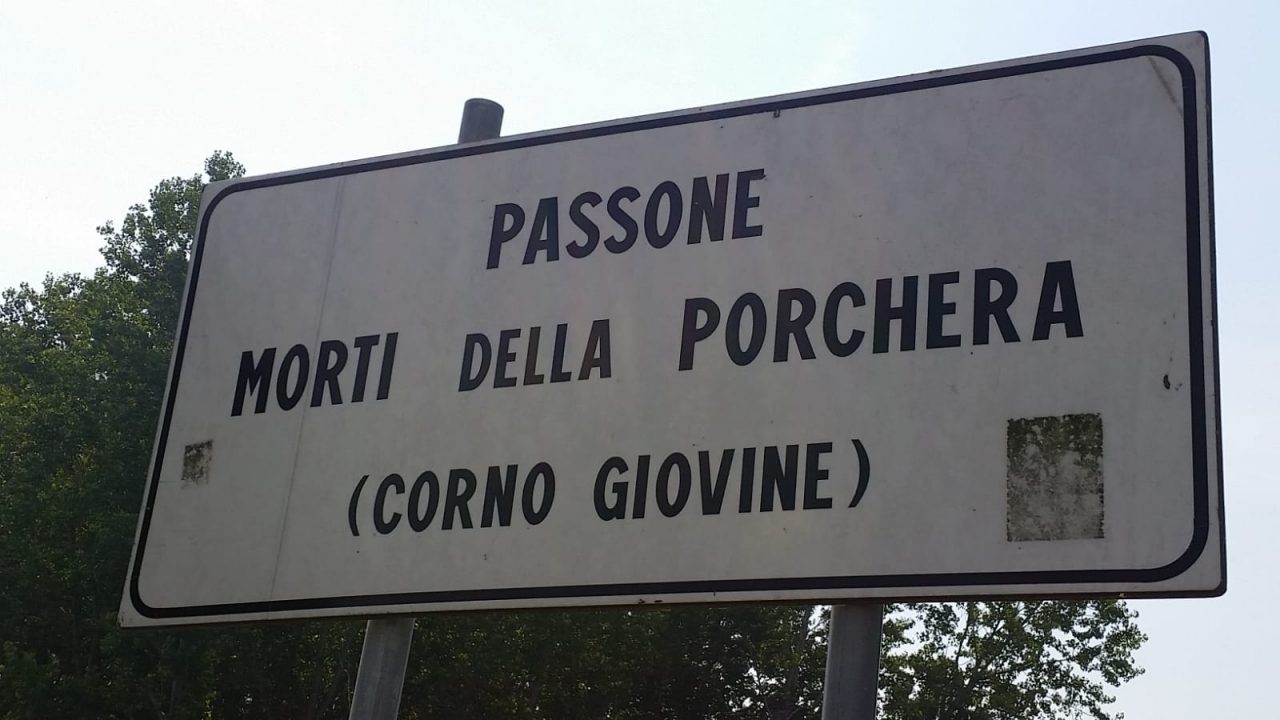 PASSONE
MORTI DELLA PORCHERA
(CORNO GIOVINE)